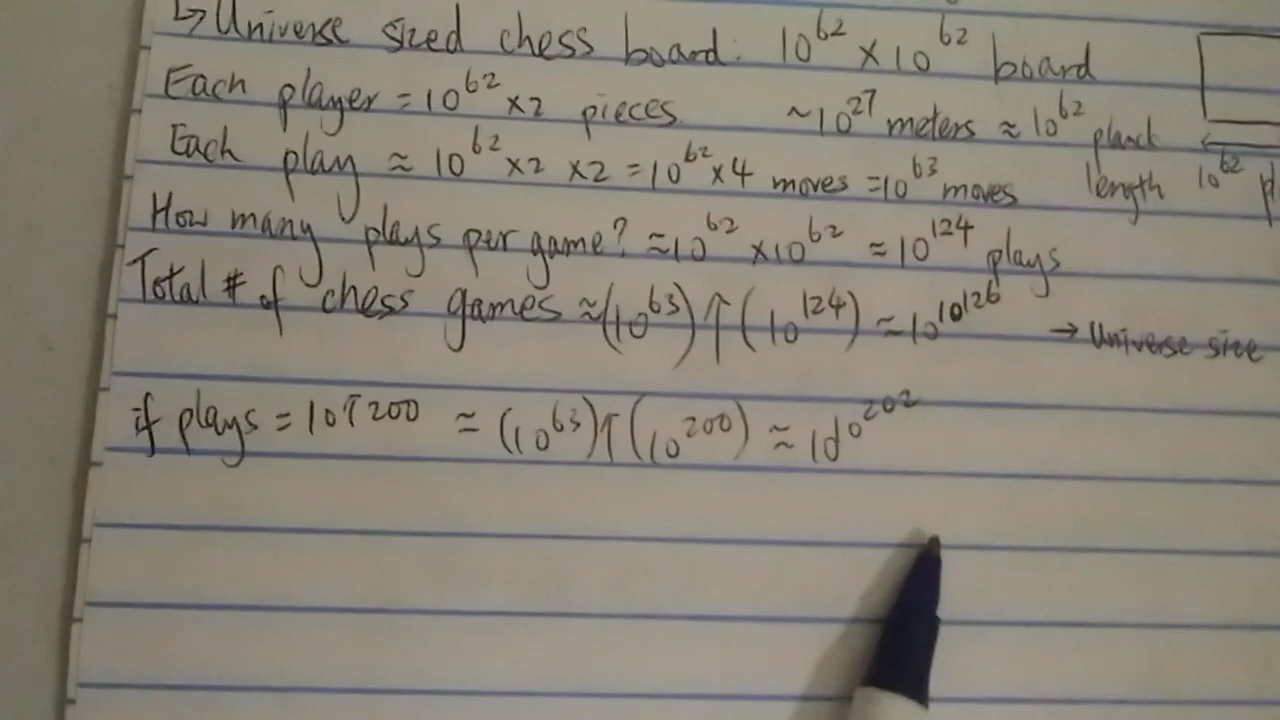 ↳ Universe sized chess board: 10^62 × 10^62 board
Each player = 10^62 × 2 pieces. ~10^27 meters ≈ 10^62 planck
Each play ≈ 10^62 × 2 × 2 = 10^62 × 4 moves = 10^63 moves length 10^62
How many plays per game? ≈ 10^62 × 10^62 ≈ 10^124 plays
Total # of chess games ≈ (10^63)↑(10^124) ≈ 10^10^126 → Universe size
if plays = 10↑200 ≈ (10^63)↑(10^200) ≈ 10^10^202